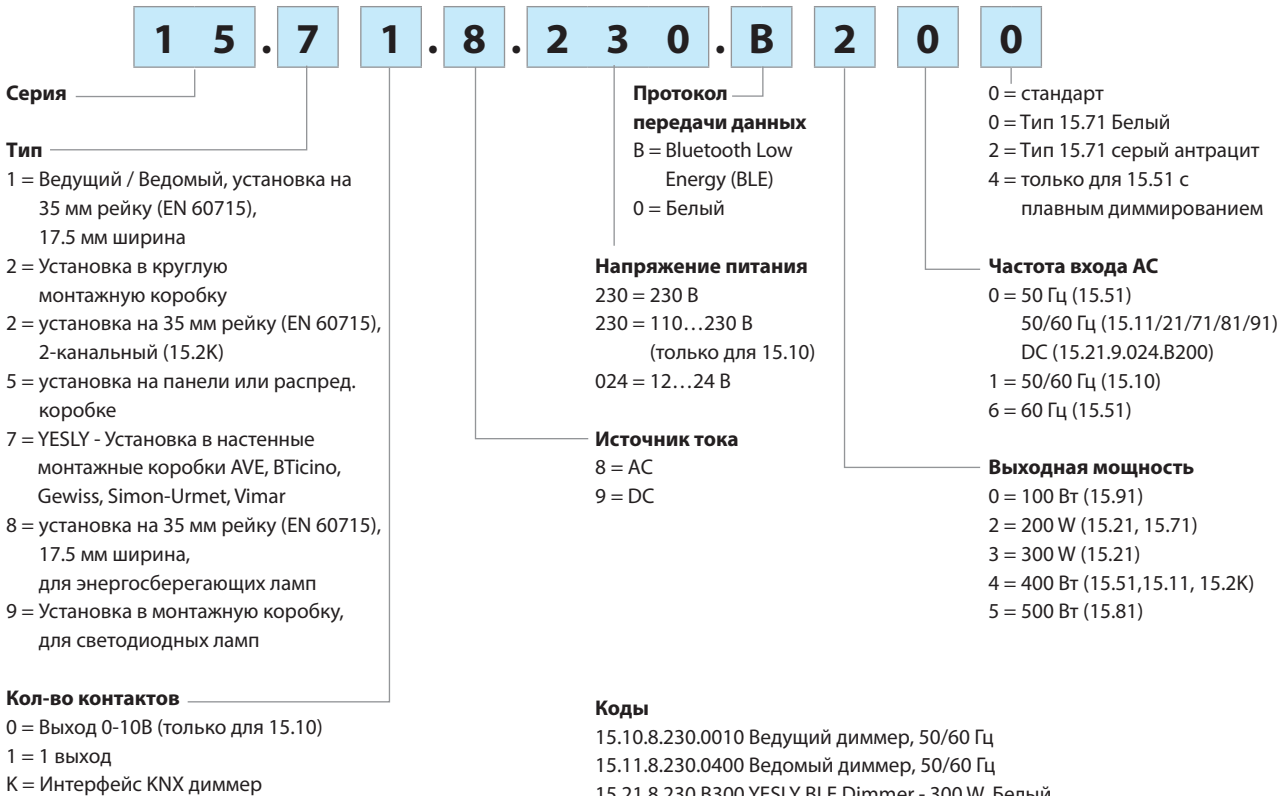 1 5 . 7 1 . 8 . 2 3 0 . B 2 0 0
Серия
Тип
1 = Ведущий / Ведомый, установка на
35 мм рейку (EN 60715),
17.5 мм ширина
2 = Установка в круглую
монтажную коробку
2 = установка на 35 мм рейку (EN 60715),
2-канальный (15.2K)
5 = установка на панели или распред.
коробке
7 = YESLY - Установка в настенные
монтажные коробки AVE, BTicino,
Gewiss, Simon-Urmet, Vimar
8 = установка на 35 мм рейку (EN 60715),
17.5 мм ширина,
для энергосберегающих ламп
9 = Установка в монтажную коробку,
для светодиодных ламп
Кол-во контактов
0 = Выход 0-10В (только для 15.10)
1 = 1 выход
K = Интерфейс KNX диммер
Протокол
передачи данных
B = Bluetooth Low
Energy (BLE)
0 = Белый
Напряжение питания
230 = 230 В
230 = 110…230 В
(только для 15.10)
024 = 12…24 В
Источник тока
8 = AC
9 = DC
0 = стандарт
0 = Тип 15.71 Белый
2 = Тип 15.71 серый антрацит
4 = только для 15.51 с
плавным диммированием
Частота входа AC
0 = 50 Гц (15.51)
50/60 Гц (15.11/21/71/81/91)
DC (15.21.9.024.B200)
1 = 50/60 Гц (15.10)
6 = 60 Гц (15.51)
Выходная мощность
0 = 100 Вт (15.91)
2 = 200 W (15.21, 15.71)
3 = 300 W (15.21)
4 = 400 Вт (15.51,15.11, 15.2K)
5 = 500 Вт (15.81)
Коды
15.10.8.230.0010 Ведущий диммер, 50/60 Гц
15.11.8.230.0400 Ведомый диммер, 50/60 Гц
15.21.8.230.B300 YESLY BLE Dimmer - 300 W, Белый